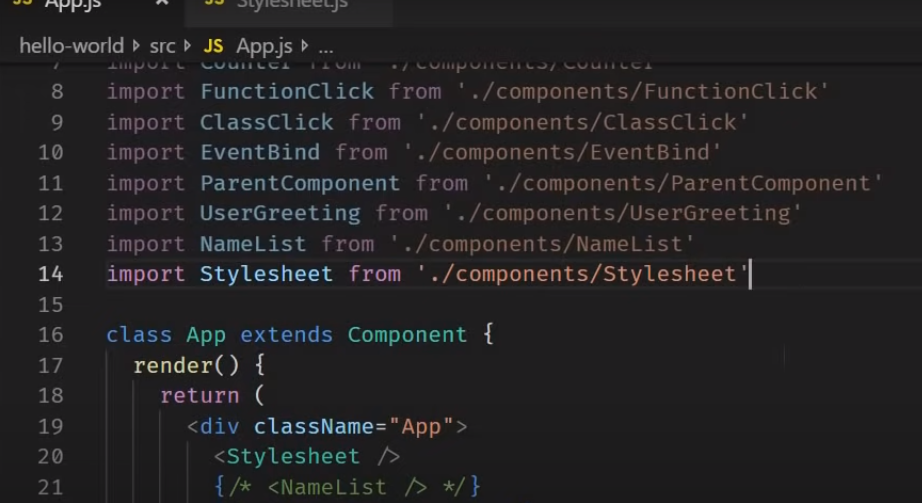 JS App.js × JS Stylesheet.js
hello-world > src > JS App.js > ...
7 import Counter from './components/Counter'
8 import FunctionClick from './components/FunctionClick'
9 import ClassClick from './components/ClassClick'
10 import EventBind from './components/EventBind'
11 import ParentComponent from './components/ParentComponent'
12 import UserGreeting from './components/UserGreeting'
13 import NameList from './components/NameList'
14 import Stylesheet from './components/Stylesheet'
15
16 class App extends Component {
17 render() {
18 return (
19 <div className="App">
20 <Stylesheet />
21 {/* <NameList /> */}